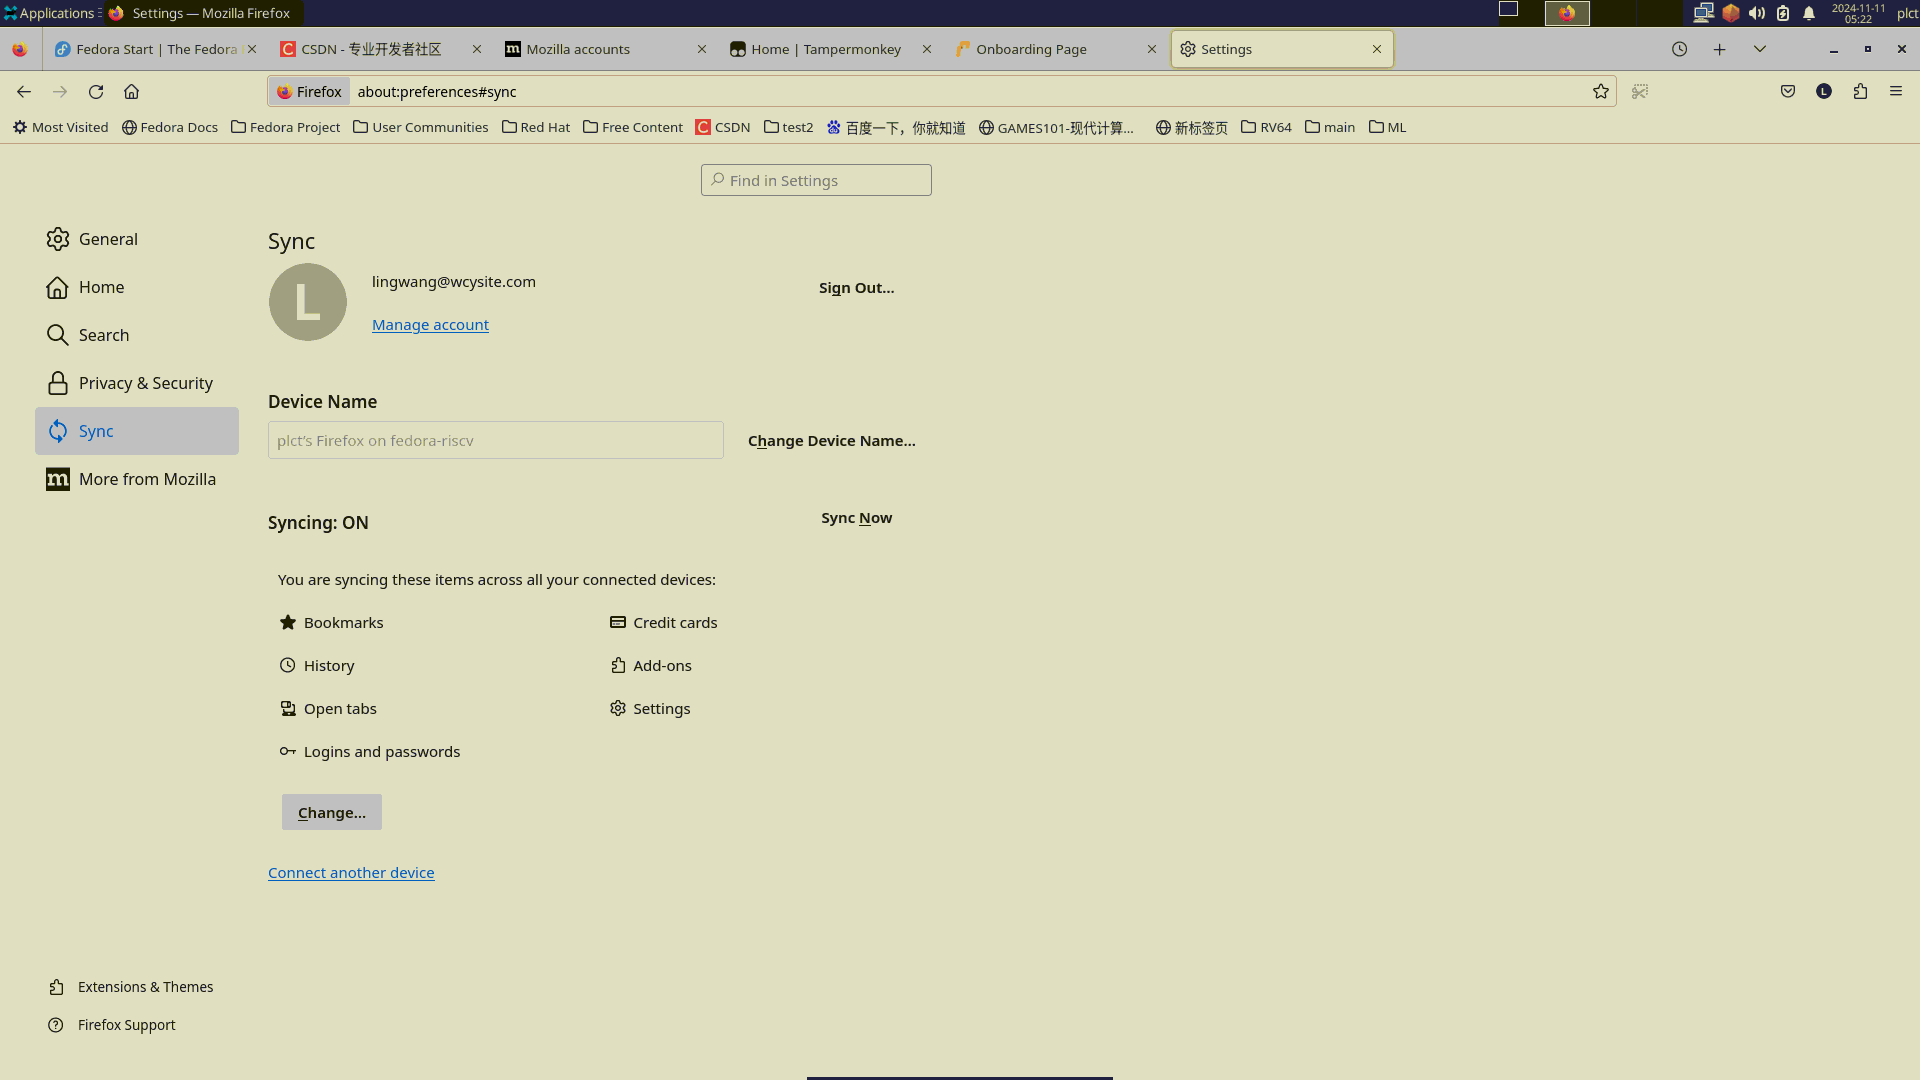 Applications
Settings — Mozilla Firefox
2024-11-11
05:22
plct
Fedora Start | The Fedora
CSDN - 专业开发者社区
Mozilla accounts
Home | Tampermonkey
Onboarding Page
Settings
Firefox
about:preferences#sync
L
Most Visited
Fedora Docs
Fedora Project
User Communities
Red Hat
Free Content
CSDN
test2
百度一下，你就知道
GAMES101-现代计算...
新标签页
RV64
main
ML
Find in Settings
General
Home
Search
Privacy & Security
Sync
More from Mozilla
Sync
L
lingwang@wcysite.com
Sign Out...
Manage account
Device Name
plct's Firefox on fedora-riscv
Change Device Name...
Syncing: ON
Sync Now
You are syncing these items across all your connected devices:
Bookmarks
Credit cards
History
Add-ons
Open tabs
Settings
Logins and passwords
Change...
Connect another device
Extensions & Themes
Firefox Support